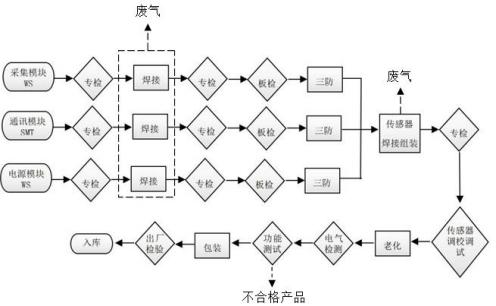 废气
采集模块
WS
专检
焊接
专检
板检
三防
废气
通讯模块
SMT
专检
焊接
专检
板检
三防
传感器
焊接组装
专检
电源模块
WS
专检
焊接
专检
板检
三防
入库
出厂
检验
包装
功能
测试
电气
检测
老化
传感器
调校调
试
不合格产品